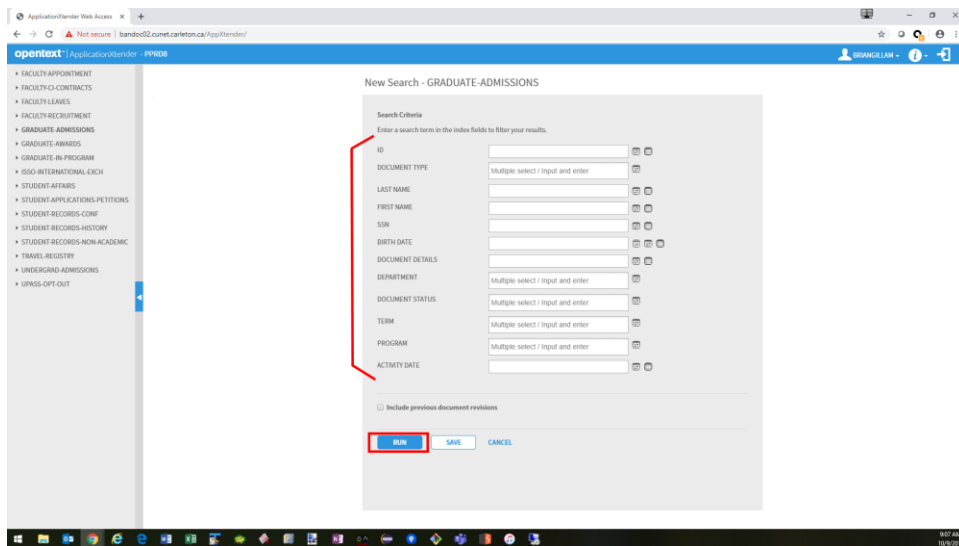 ApplicationXtender Web Access
Not secure | bandoc02.cunet.carleton.ca/AppXtender/
opentext™ | ApplicationXtender - PPRD8
BRIANGILLAM
FACULTY-APPOINTMENT
FACULTY-CI-CONTRACTS
FACULTY-LEAVES
FACULTY-RECRUITMENT
GRADUATE-ADMISSIONS
GRADUATE-AWARDS
GRADUATE-IN-PROGRAM
ISSO-INTERNATIONAL-EXCH
STUDENT-AFFAIRS
STUDENT-APPLICATIONS-PETITIONS
STUDENT-RECORDS-CONF
STUDENT-RECORDS-HISTORY
STUDENT-RECORDS-NON-ACADEMIC
TRAVEL-REGISTRY
UNDERGRAD-ADMISSIONS
UPASS-OPT-OUT
New Search - GRADUATE-ADMISSIONS
Search Criteria
Enter a search term in the index fields to filter your results.
ID
DOCUMENT TYPE Multiple select / Input and enter
LAST NAME
FIRST NAME
SSN
BIRTH DATE
DOCUMENT DETAILS
DEPARTMENT Multiple select / Input and enter
DOCUMENT STATUS Multiple select / Input and enter
TERM Multiple select / Input and enter
PROGRAM Multiple select / Input and enter
ACTIVITY DATE
Include previous document revisions
RUN SAVE CANCEL
9:07 AM